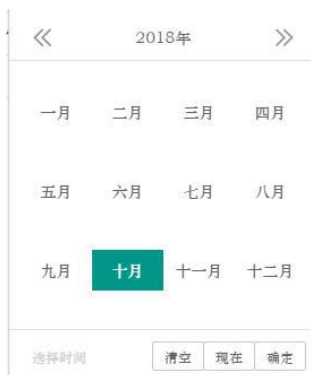 2018年
一月 二月 三月 四月
五月 六月 七月 八月
九月 十月 十一月 十二月
选择时间 清空 现在 确定